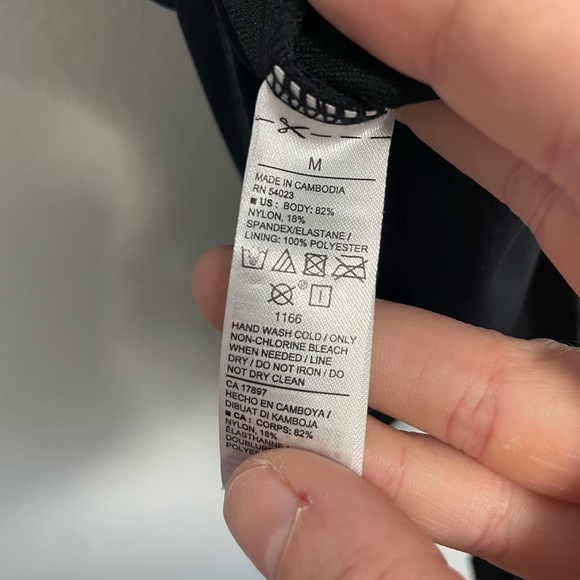 M
MADE IN CAMBODIA
RN 54023
■ US : BODY: 82%
NYLON, 18%
SPANDEX/ELASTANE /
LINING: 100% POLYESTER
1166
HAND WASH COLD / ONLY
NON-CHLORINE BLEACH
WHEN NEEDED / LINE
DRY / DO NOT IRON / DO
NOT DRY CLEAN
CA 17897
HECHO EN CAMBOYA /
DIBUAT DI KAMBOJA
■ CA : CORPS: 82%
NYLON, 18%
ELASTHANNE